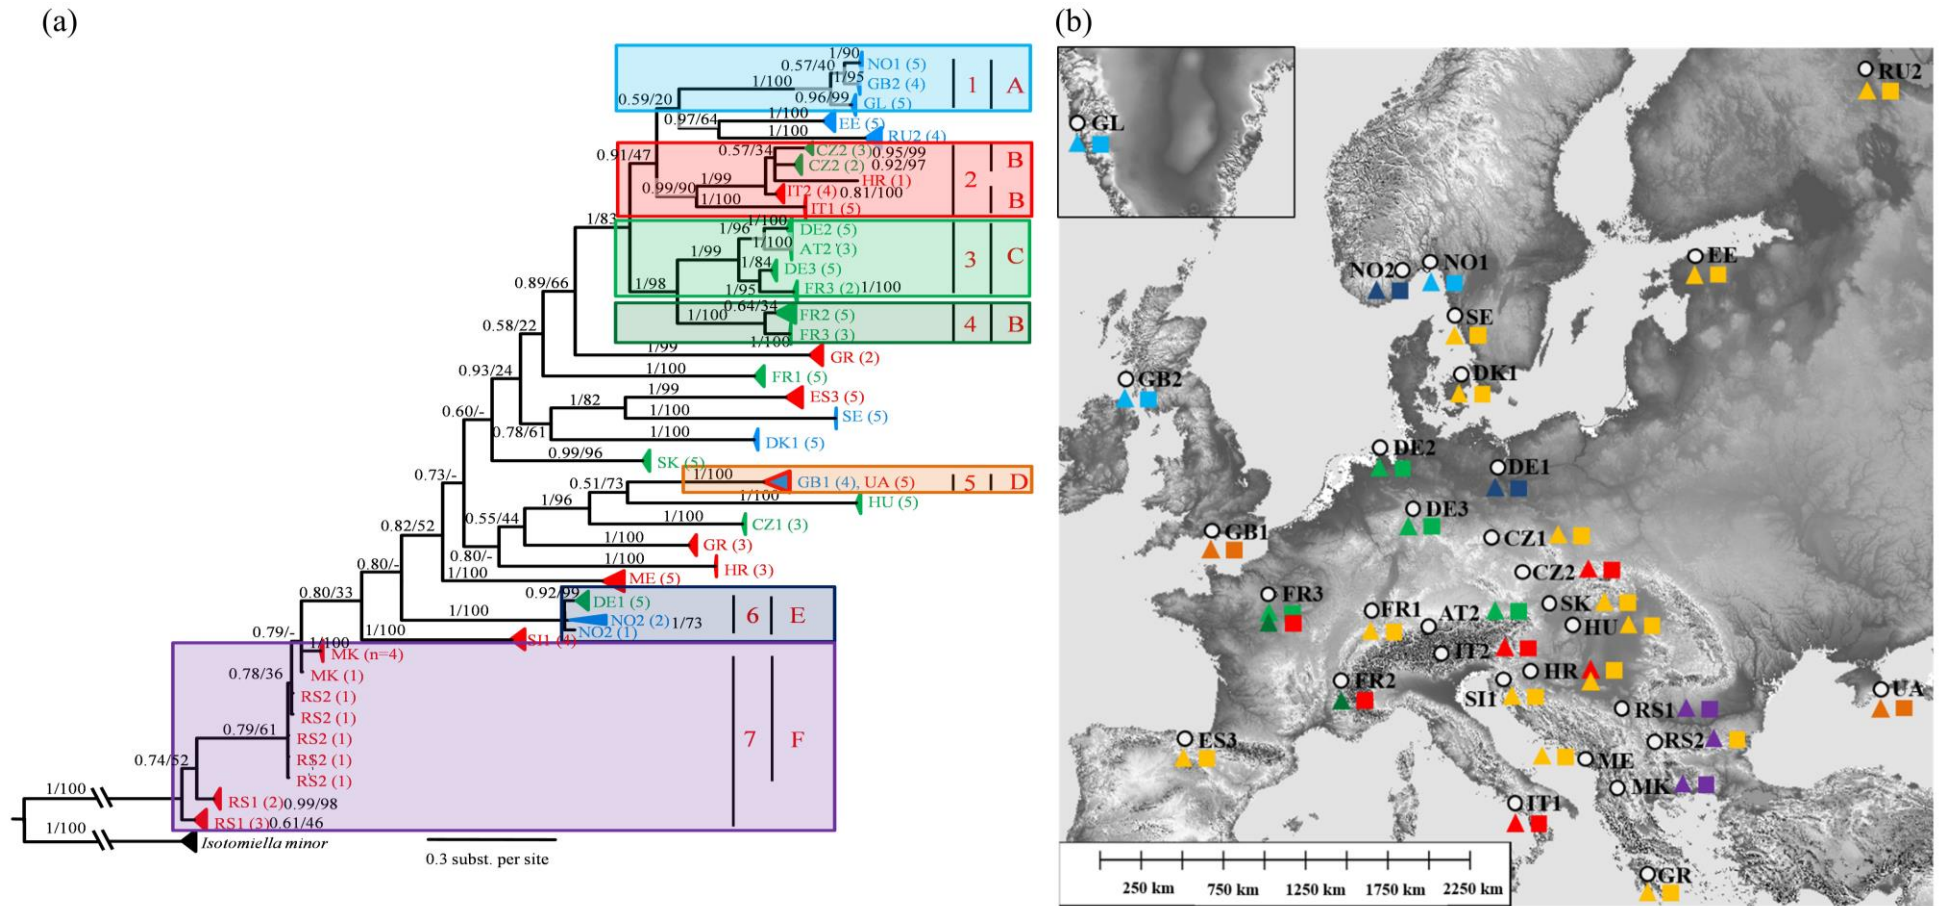 (a)
1/90
0.57/40
NO1 (5)
1/95
GB2 (4)
1/100
0.96/99
GL (5)
1
A
0.59/20
1/100
0.97/64
EE (5)
1/100
RU2 (4)
0.91/47
0.57/34
CZ2 (3)
0.95/99
CZ2 (2)
0.92/97
1/99
HR (1)
0.99/90
IT2 (4)
0.81/100
1/100
IT1 (5)
2
B
B
1/83
1/100
1/96
DE2 (5)
1/100
AT2 (3)
1/99
1/84
DE3 (5)
1/98
1/95
FR3 (2)
1/100
3
C
0.64/34
1/100
FR2 (5)
FR3 (3)
1/100
4
B
0.89/66
1/99
GR (2)
0.58/22
1/100
FR1 (5)
0.93/24
1/99
1/82
ES3 (5)
1/100
SE (5)
0.60/-
0.78/61
1/100
DK1 (5)
0.99/96
SK (5)
0.73/-
1/100
0.51/73
GB1 (4), UA (5)
5
D
1/96
1/100
HU (5)
0.55/44
1/100
CZ1 (3)
0.82/52
1/100
GR (3)
0.80/-
1/100
HR (3)
0.80/-
1/100
ME (5)
0.80/33
0.92/99
DE1 (5)
1/100
NO2 (2)
1/73
NO2 (1)
6
E
0.79/-
1/100
SI1 (4)
1/100
MK (n=4)
0.78/36
MK (1)
RS2 (1)
RS2 (1)
0.79/61
RS2 (1)
RS2 (1)
RS2 (1)
7
F
0.74/52
1/100
RS1 (2)
0.99/98
RS1 (3)
0.61/46
1/100
Isotomiella minor
0.3 subst. per site
(b)
RU2
GL
EE
NO2
NO1
SE
DK1
GB2
DE2
DE1
DE3
GB1
CZ1
CZ2
FR3
SK
FR1
AT2
HU
IT2
HR
FR2
SI1
UA
RS1
ES3
RS2
ME
MK
IT1
GR
250 km
750 km
1250 km
1750 km
2250 km